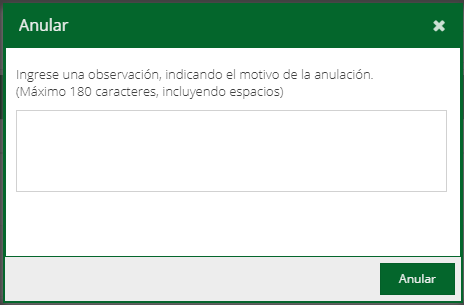 Anular
Ingrese una observación, indicando el motivo de la anulación.
(Máximo 180 caracteres, incluyendo espacios)
Anular